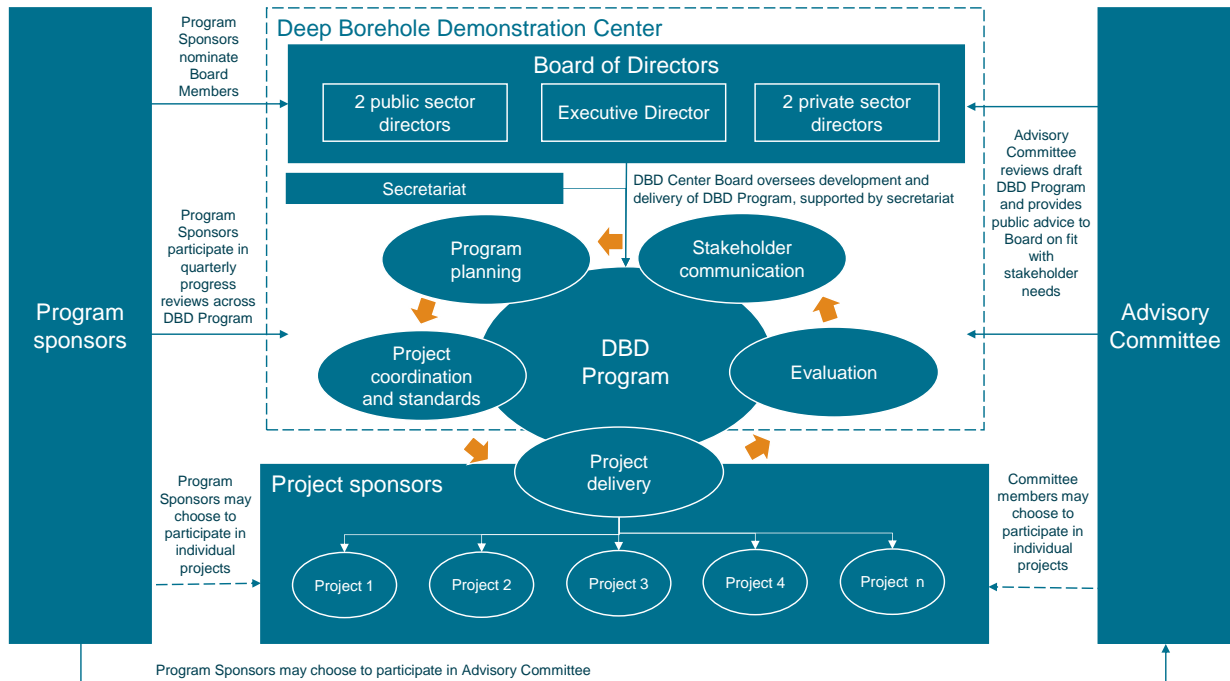 Program
Sponsors
nominate
Board
Members
Deep Borehole Demonstration Center
Board of Directors
2 public sector
directors
Executive Director
2 private sector
directors
Secretariat
DBD Center Board oversees development and
delivery of DBD Program, supported by secretariat
Advisory
Committee
reviews draft
DBD Program
and provides
public advice to
Board on fit
with
stakeholder
needs
Program
Sponsors
participate in
quarterly
progress
reviews across
DBD Program
Program
planning
Stakeholder
communication
Program
sponsors
Project
coordination
and standards
DBD
Program
Evaluation
Advisory
Committee
Project
delivery
Project sponsors
Program
Sponsors may
choose to
participate in
individual
projects
Committee
members may
choose to
participate in
individual
projects
Project 1
Project 2
Project 3
Project 4
Project n
Program Sponsors may choose to participate in Advisory Committee